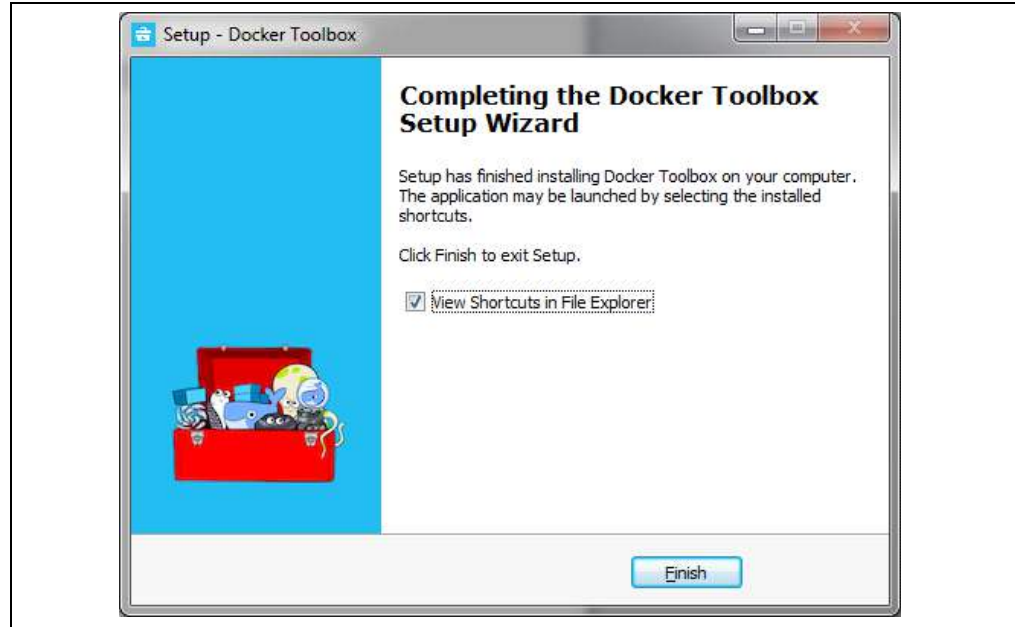 Setup - Docker Toolbox
Completing the Docker Toolbox
Setup Wizard
Setup has finished installing Docker Toolbox on your computer.
The application may be launched by selecting the installed
shortcuts.
Click Finish to exit Setup.
View Shortcuts in File Explorer
Finish